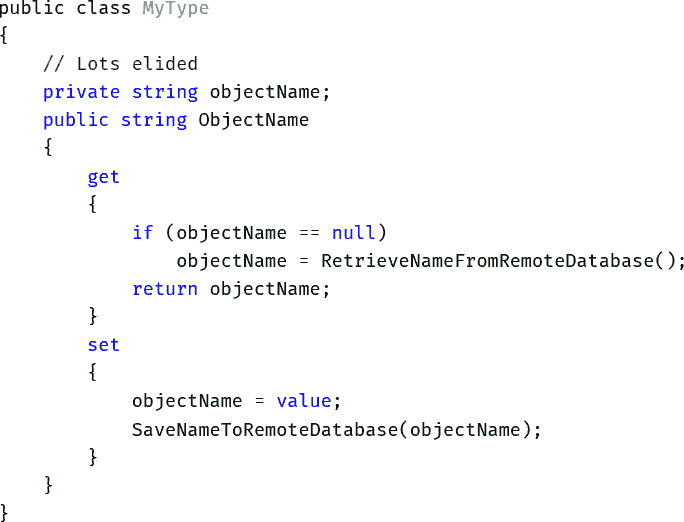 public class MyType
{
    // Lots elided
    private string objectName;
    public string ObjectName
    {
        get
        {
            if (objectName == null)
                objectName = RetrieveNameFromRemoteDatabase();
            return objectName;
        }
        set
        {
            objectName = value;
            SaveNameToRemoteDatabase(objectName);
        }
    }
}